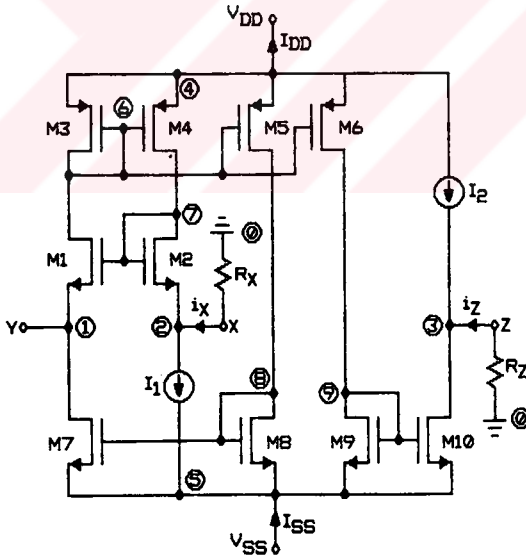 VDD
IDD
⑥ ④
M3 M4 M5 M6
⑦ ⓪ I2
M1 M2 RX
iX iZ
Y ① ② X ③ Z
I1 ⑧ ⑨ RZ
M7 M8 M9 M10 ⓪
⑤
ISS
VSS